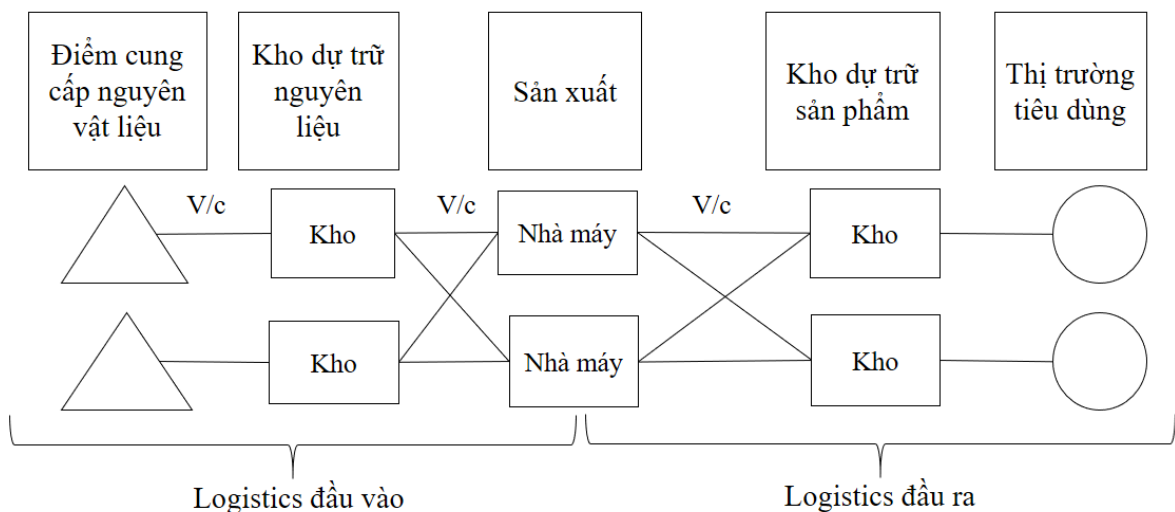 Điểm cung
cấp nguyên
vật liệu
Kho dự trữ
nguyên
liệu
Sản xuất
Kho dự trữ
sản phẩm
Thị trường
tiêu dùng
V/c
V/c
V/c
Kho
Nhà máy
Kho
Kho
Nhà máy
Kho
Logistics đầu vào
Logistics đầu ra